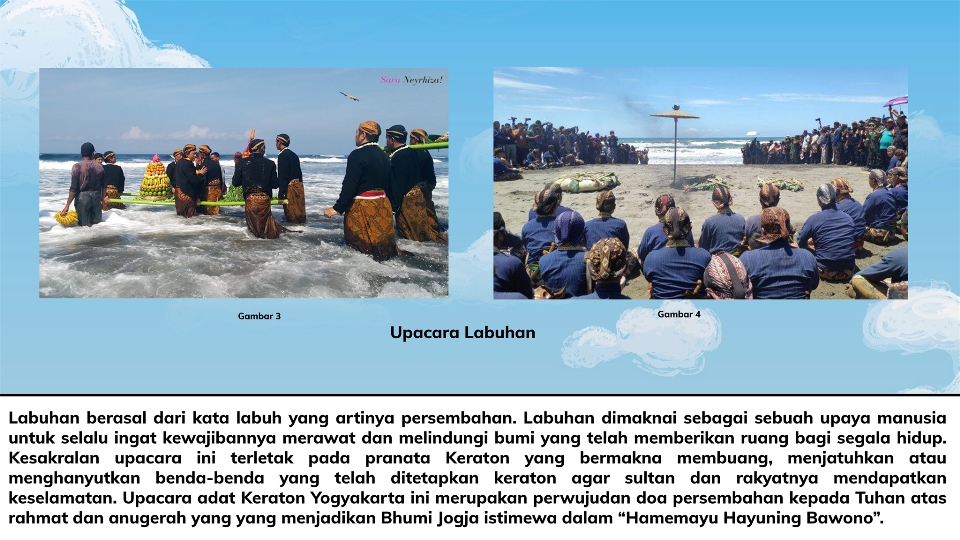 Sara Neyrhiza!
Gambar 3
Gambar 4
Upacara Labuhan
Labuhan berasal dari kata labuh yang artinya persembahan. Labuhan dimaknai sebagai sebuah upaya manusia
untuk selalu ingat kewajibannya merawat dan melindungi bumi yang telah memberikan ruang bagi segala hidup.
Kesakralan upacara ini terletak pada pranata Keraton yang bermakna membuang, menjatuhkan atau
menghanyutkan benda-benda yang telah ditetapkan keraton agar sultan dan rakyatnya mendapatkan
keselamatan. Upacara adat Keraton Yogyakarta ini merupakan perwujudan doa persembahan kepada Tuhan atas
rahmat dan anugerah yang yang menjadikan Bhumi Jogja istimewa dalam “Hamemayu Hayuning Bawono”.